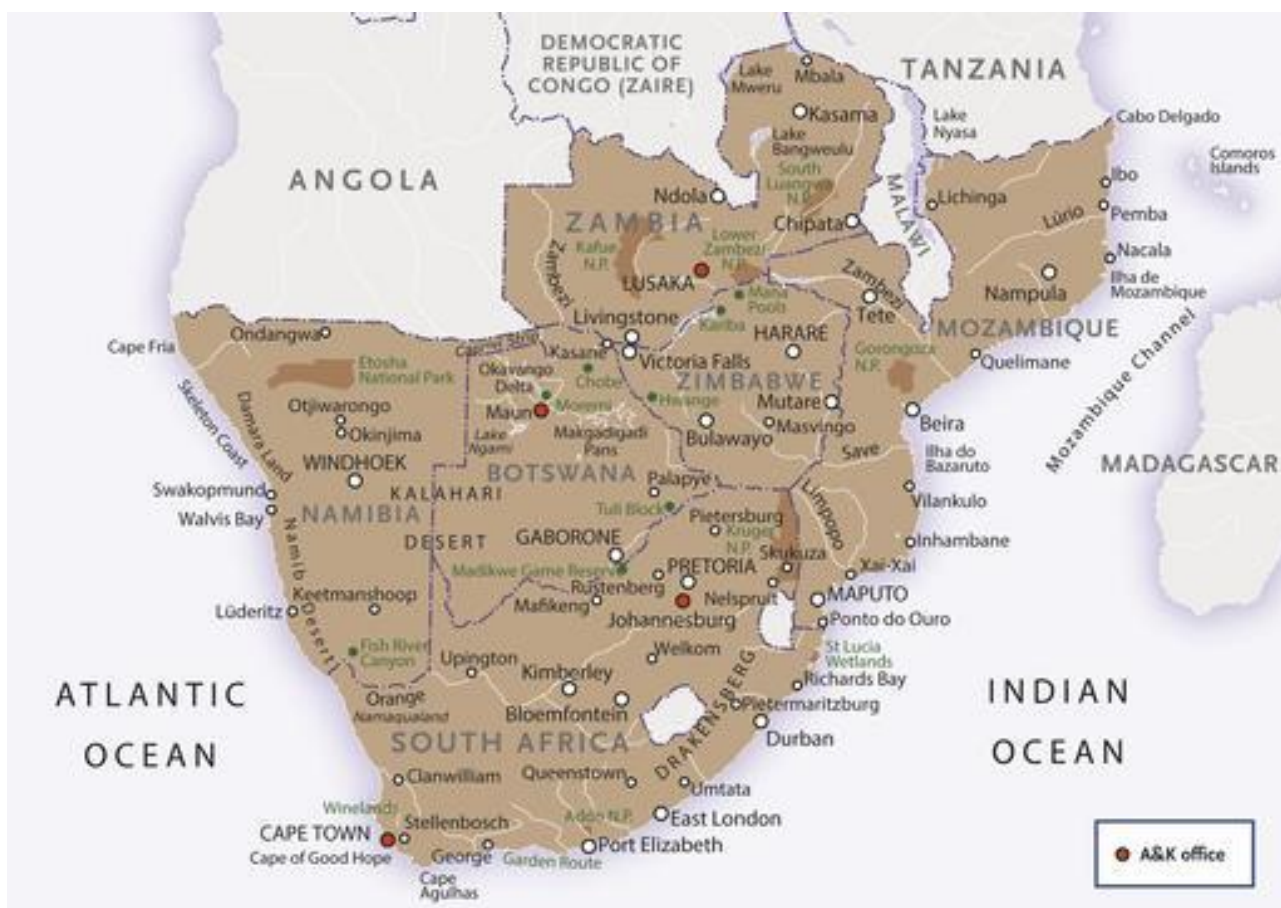 DEMOCRATIC
REPUBLIC OF
CONGO (ZAIRE)
TANZANIA
Lake
Mweru
Mbala
Kasama
Lake
Nyasa
Cabo Delgado
Lake
Bangweulu
Comoros
Islands
ANGOLA
South
Luangwa
N.P.
MALAWI
Ndola
Lichinga
Ibo
Lúrio
Pemba
ZAMBIA
Chipata
Kafue
N.P.
Lower
Zambezi
N.P.
Nacala
Zambezi
LUSAKA
Zambezi
Nampula
Ilha de
Mozambique
Mana
Pools
Tete
Kariba
Livingstone
HARARE
MOZAMBIQUE
Mozambique Channel
Ondangwa
Cape Fria
Caprivi Strip
Kasane
Victoria Falls
Gorongoza
N.P.
Quelimane
Etosha
National Park
Okavango
Delta
Chobe
ZIMBABWE
Skeleton Coast
Damara Land
Moremi
Hwange
Otjiwarongo
Maun
Mutare
Okinjima
Lake
Ngami
Makgadigadi
Pans
Bulawayo
Masvingo
Beira
WINDHOEK
BOTSWANA
Save
Ilha do
Bazaruto
MADAGASCAR
Swakopmund
KALAHARI
Palapye
Limpopo
Vilankulo
Walvis Bay
NAMIBIA
Tuli Block
Pietersburg
Namib Desert
DESERT
GABORONE
Kruger
N.P.
Inhambane
Skukuza
Madikwe Game Reserve
PRETORIA
Xai-Xai
Rustenberg
Keetmanshoop
Mafikeng
Nelspruit
MAPUTO
Lüderitz
Johannesburg
Ponto do Ouro
Fish River
Canyon
Upington
Welkom
St Lucia
Wetlands
Kimberley
Richards Bay
ATLANTIC
OCEAN
Orange
Namaqualand
Bloemfontein
DRAKENSBERG
Pietermaritzburg
INDIAN
OCEAN
SOUTH AFRICA
Durban
Clanwilliam
Queenstown
Umtata
Winelands
Addo N.P.
CAPE TOWN
Stellenbosch
East London
Cape of Good Hope
George
Garden Route
Port Elizabeth
Cape
Agulhas
A&K office